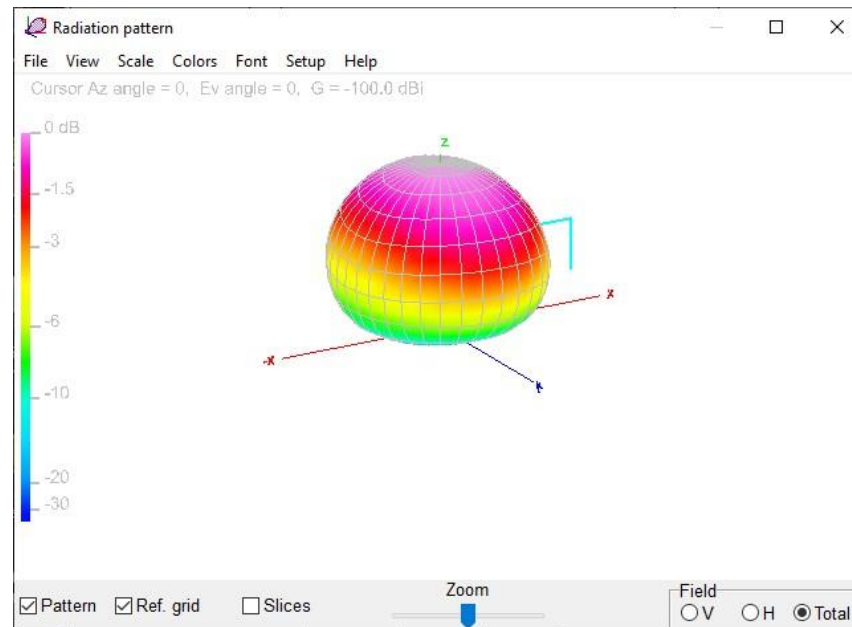 Radiation pattern
File View Scale Colors Font Setup Help
Cursor Az angle = 0, Ev angle = 0, G = -100.0 dBi
0 dB
-1.5
-3
-6
-10
-20
-30
Z
X
-X
Pattern Ref. grid Slices
Zoom
Field
V H Total